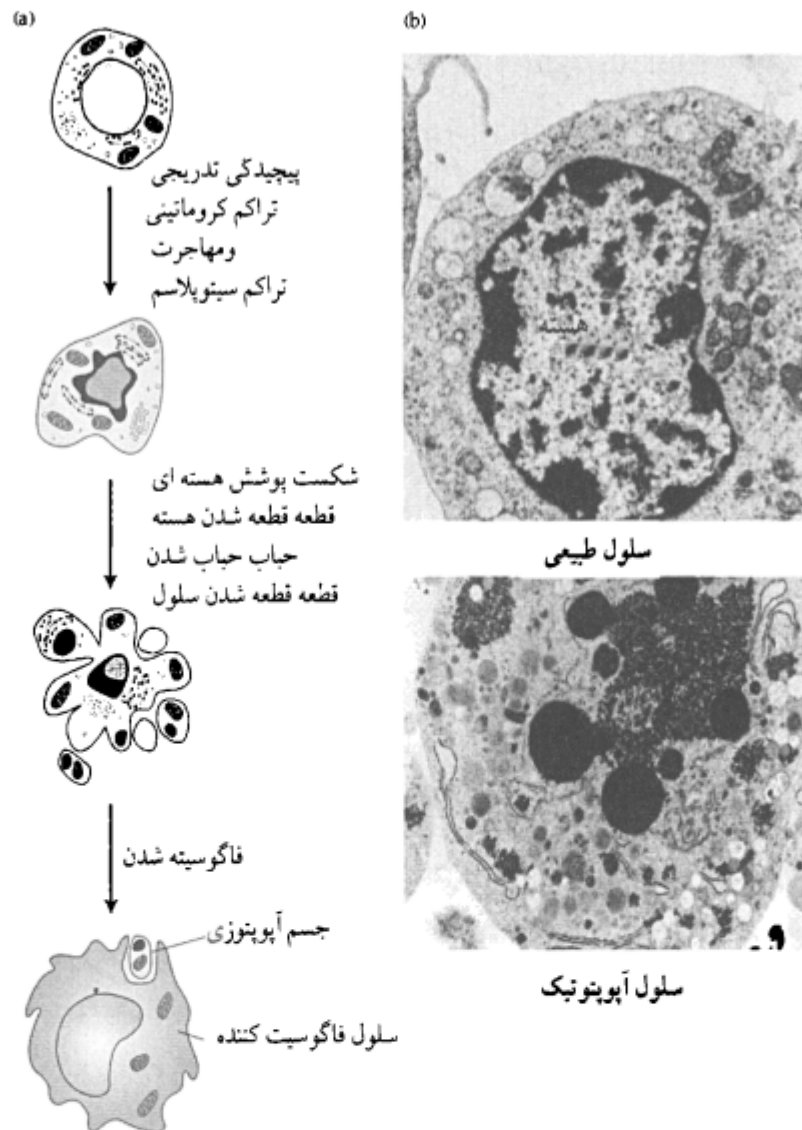 (a)
پیچیدگی تدریجی
تراکم کروماتینی
ومهاجرت
تراکم سیتوپلاسم
شکست پوشش هسته ای
قطعه قطعه شدن هسته
حباب حباب شدن
قطعه قطعه شدن سلول
فاگوسیته شدن
جسم آپوپتوزی
سلول فاگوسیت کننده
(b)
هسته
سلول طبیعی
سلول آپوپتوتیک